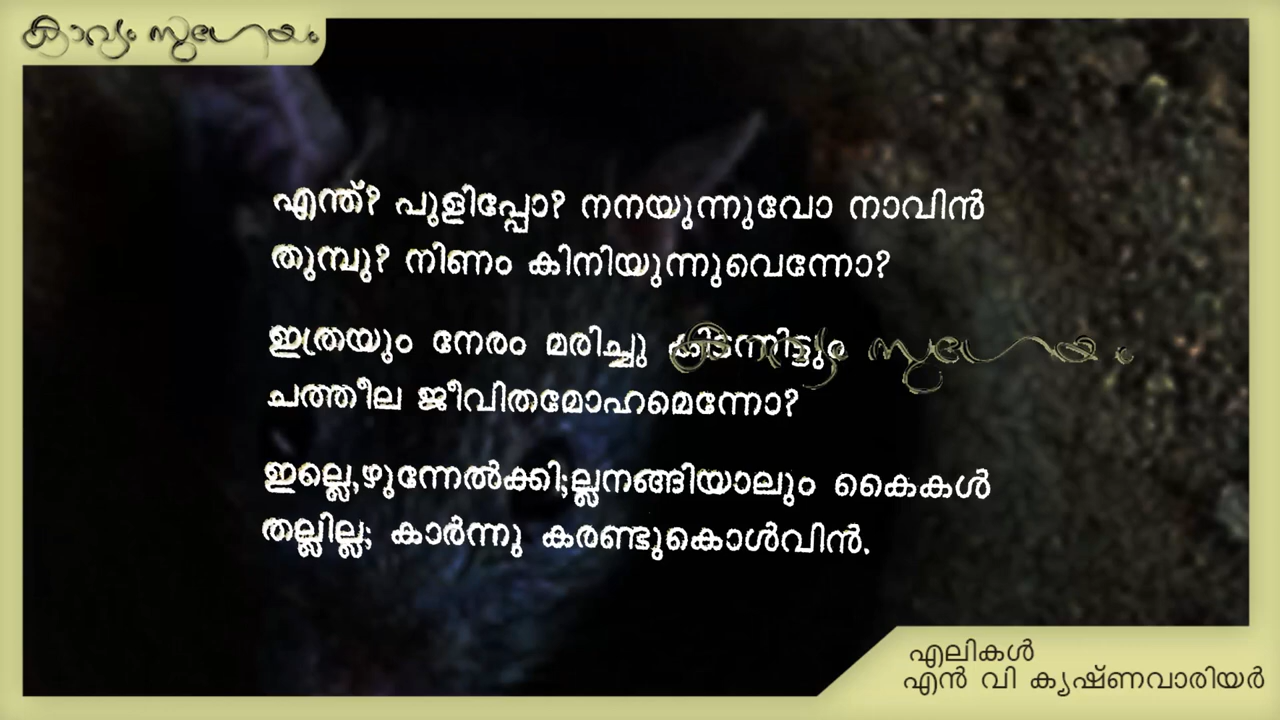 കാവ്യം സുഗേയം
എന്ത്? പുളിപ്പോ? നനയുന്നുവോ നാവിൻ
തുമ്പു? നിണം കിനിയുന്നുവെന്നോ?
ഇത്രയും നേരം മരിച്ചു കിടന്നിട്ടും
കാവ്യം സുഗേയം
ചത്തീല ജീവിതമോഹമെന്നോ?
ഇല്ലെ,ഴുന്നേൽക്കി;ല്ലനങ്ങിയാലും കൈകൾ
തല്ലില്ല; കാർന്നു കരണ്ടുകൊൾവിൻ.
എലികൾ
എൻ വി കൃഷ്ണവാരിയർ